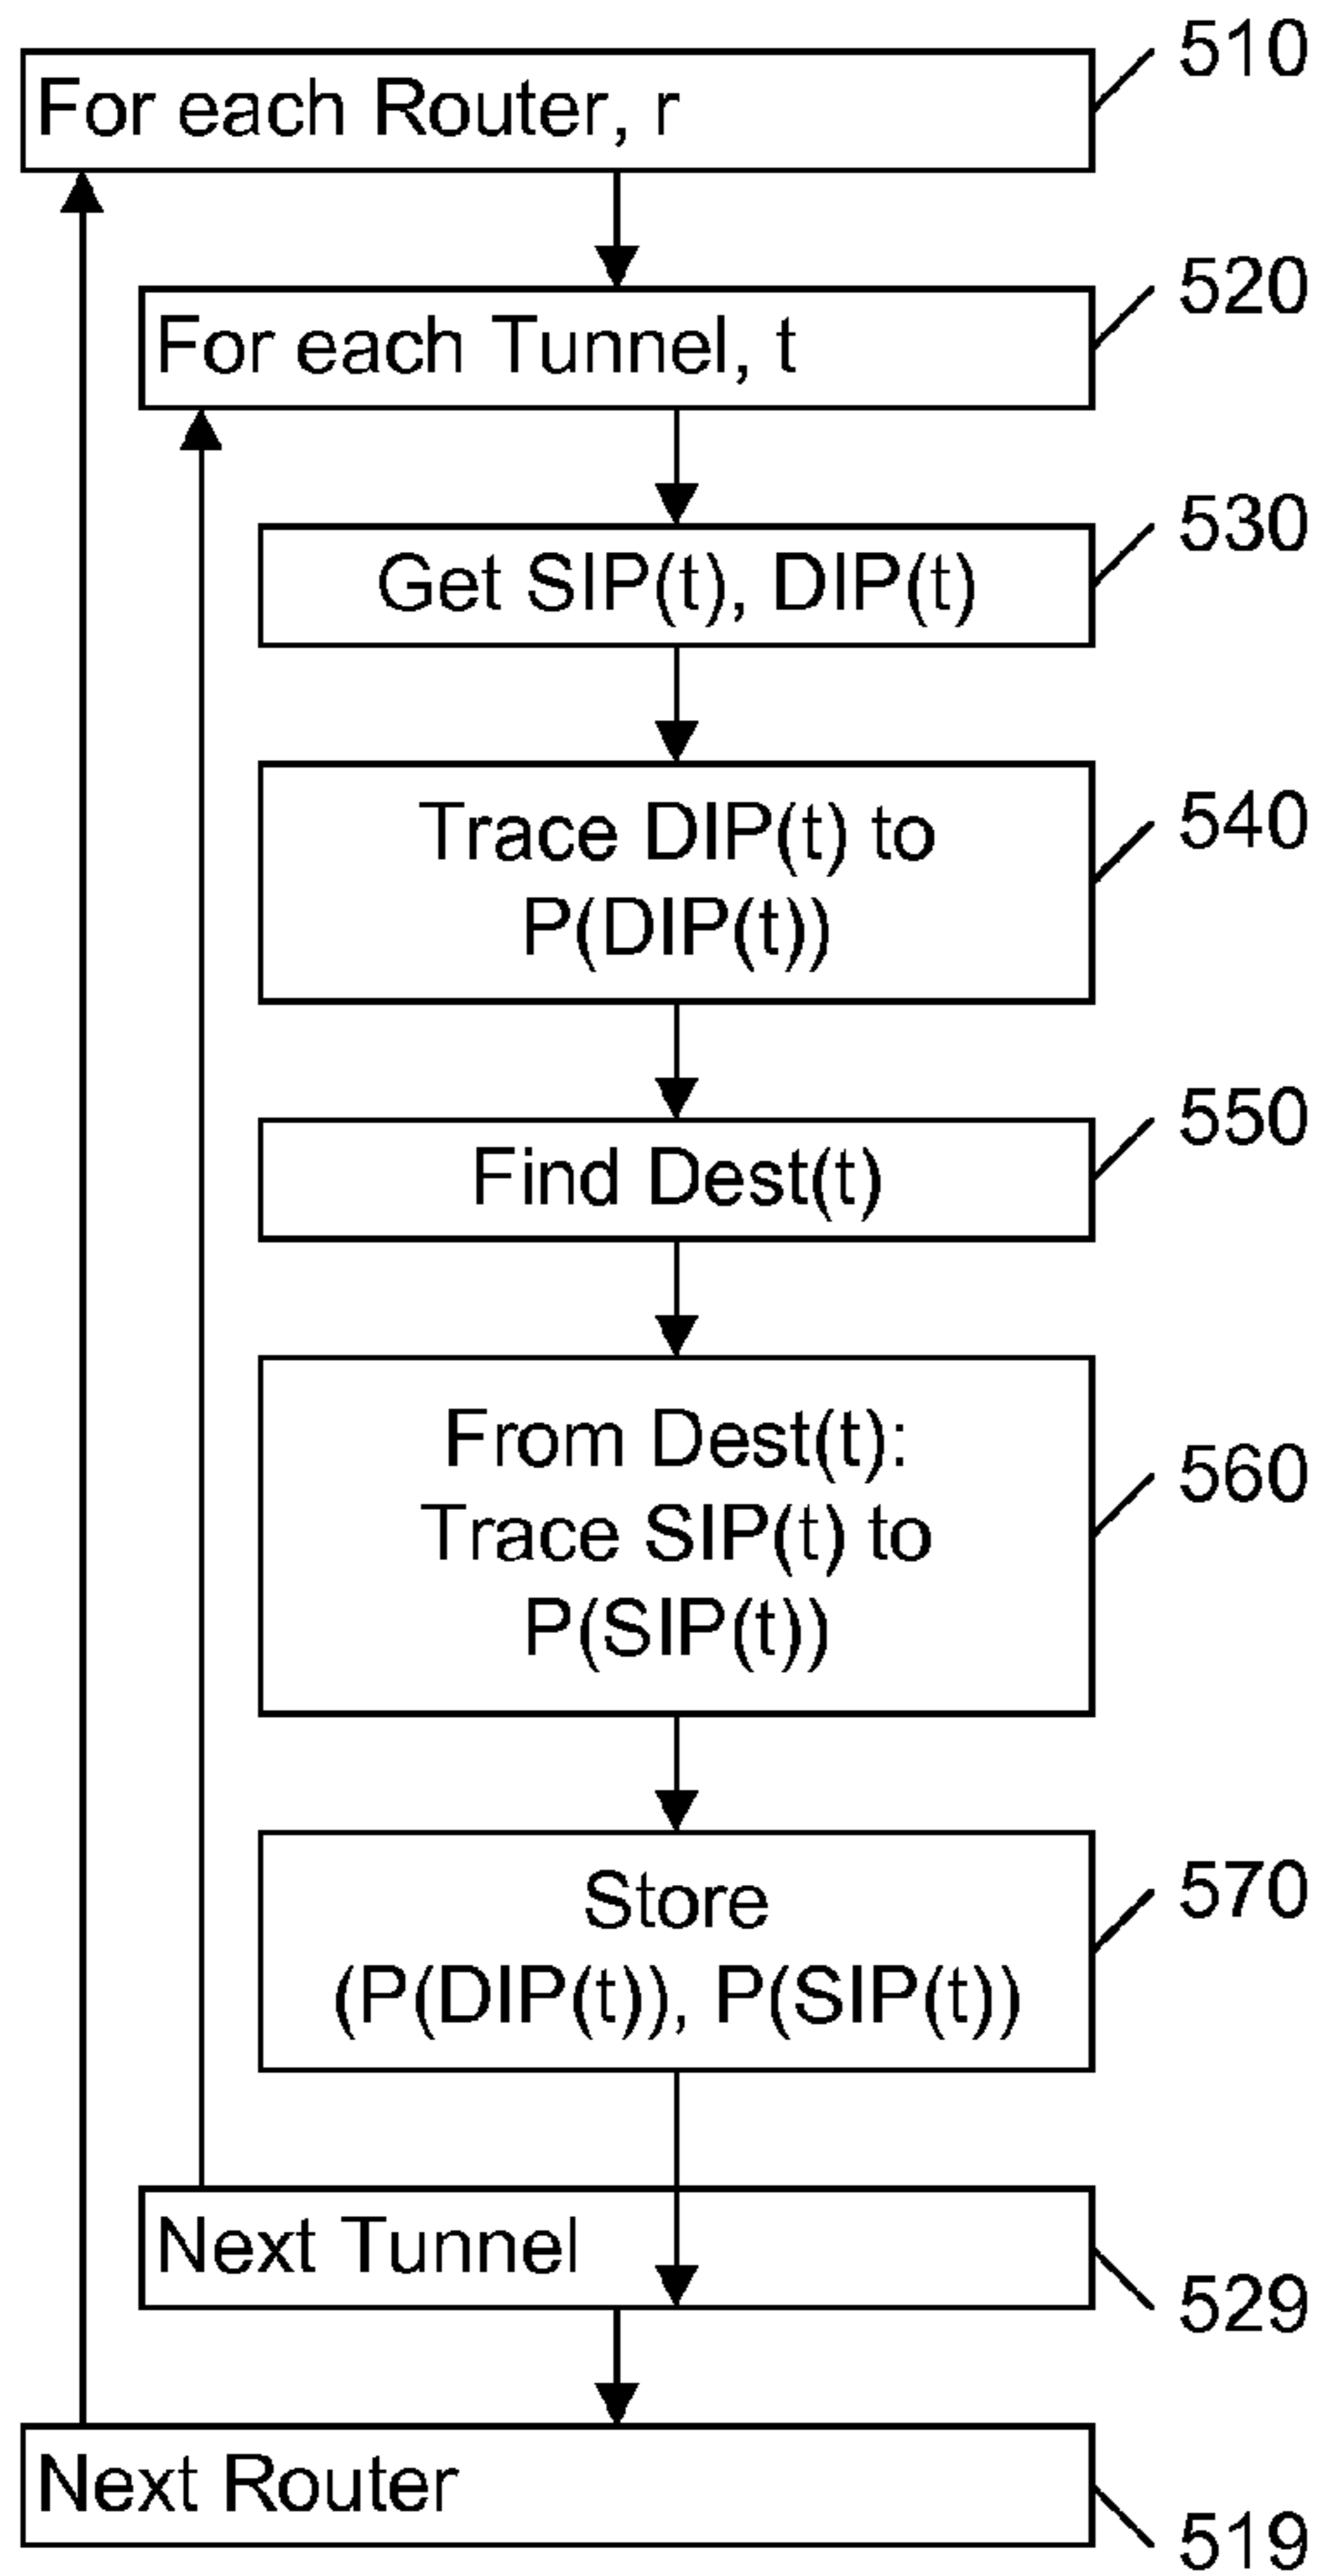 510
For each Router, r
520
For each Tunnel, t
530
Get SIP(t), DIP(t)
540
Trace DIP(t) to
P(DIP(t))
550
Find Dest(t)
560
From Dest(t):
Trace SIP(t) to
P(SIP(t))
570
Store
(P(DIP(t)), P(SIP(t))
Next Tunnel
529
Next Router
519